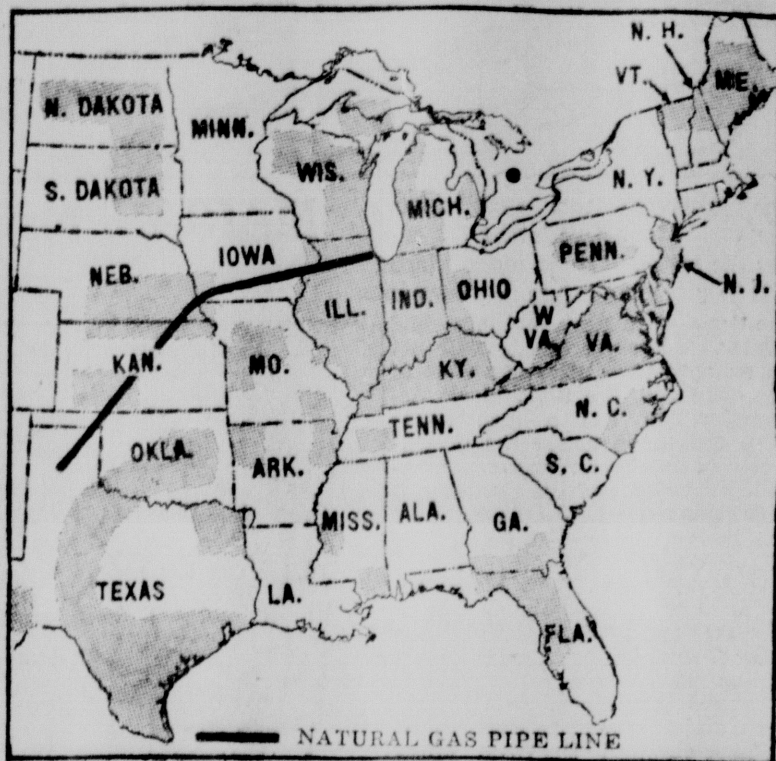 N. H.
VT.
ME.
N. DAKOTA
MINN.
WIS.
S. DAKOTA
MICH.
N. Y.
IOWA
PENN.
NEB.
N. J.
ILL.
IND.
OHIO
W
VA.
VA.
KAN.
MO.
KY.
N. C.
TENN.
OKLA.
ARK.
S. C.
MISS.
ALA.
GA.
TEXAS
LA.
FLA.
NATURAL GAS PIPE LINE